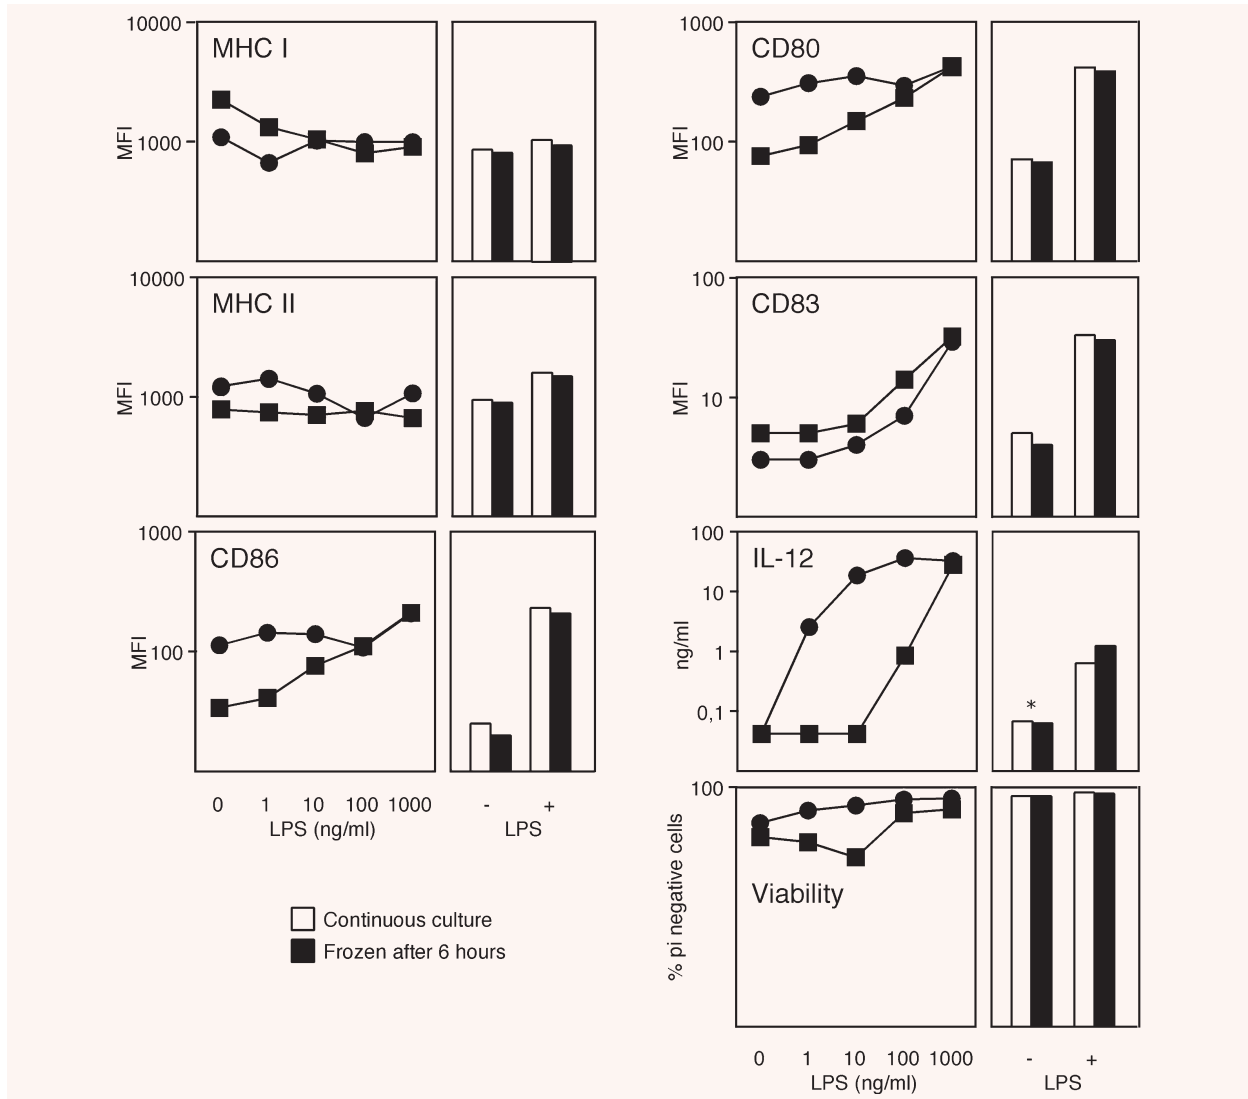 10000
MHC I
MFI
1000
1000
CD80
MFI
100
10000
MHC II
MFI
1000
100
CD83
MFI
10
1000
CD86
MFI
100
0 1 10 100 1000
LPS (ng/ml)
- +
LPS
100
IL-12
10
ng/ml
1
0,1
*
100
% pi negative cells
Viability
0 1 10 100 1000
LPS (ng/ml)
- +
LPS
Continuous culture
Frozen after 6 hours